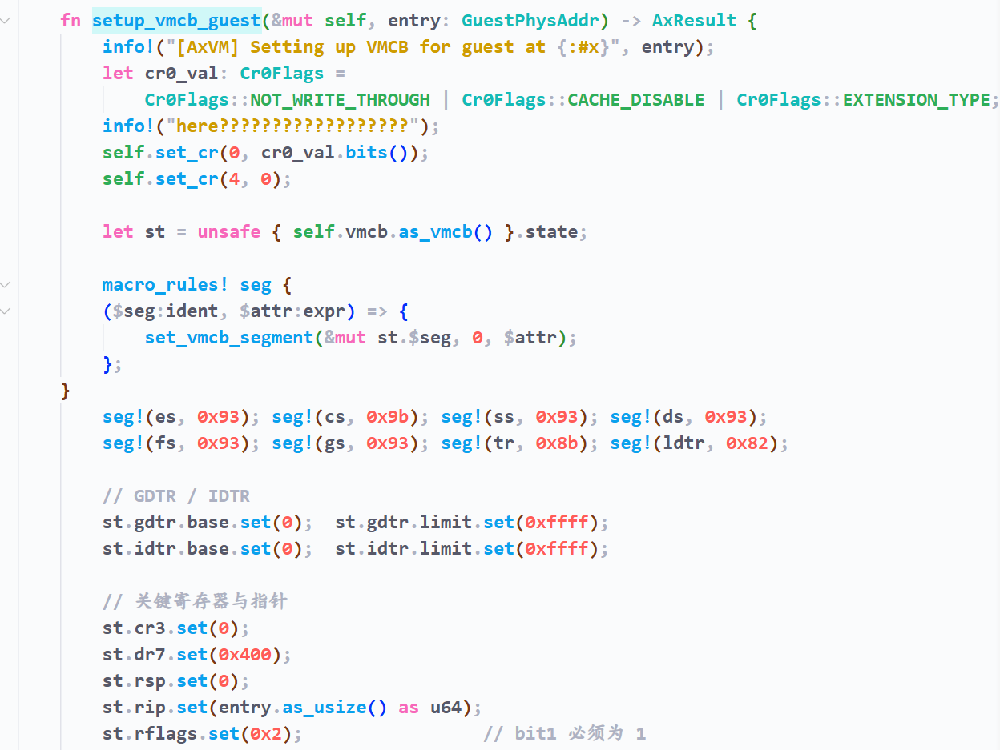 fn setup_vmcb_guest(&mut self, entry: GuestPhysAddr) -> AxResult {
    info!("[AxVM] Setting up VMCB for guest at {:#x}", entry);
    let cr0_val: Cr0Flags =
        Cr0Flags::NOT_WRITE_THROUGH | Cr0Flags::CACHE_DISABLE | Cr0Flags::EXTENSION_TYPE;
    info!("here??????????????????");
    self.set_cr(0, cr0_val.bits());
    self.set_cr(4, 0);

    let st = unsafe { self.vmcb.as_vmcb() }.state;

    macro_rules! seg {
    ($seg:ident, $attr:expr) => {
        set_vmcb_segment(&mut st.$seg, 0, $attr);
    };
}
    seg!(es, 0x93); seg!(cs, 0x9b); seg!(ss, 0x93); seg!(ds, 0x93);
    seg!(fs, 0x93); seg!(gs, 0x93); seg!(tr, 0x8b); seg!(ldtr, 0x82);

    // GDTR / IDTR
    st.gdtr.base.set(0);  st.gdtr.limit.set(0xffff);
    st.idtr.base.set(0);  st.idtr.limit.set(0xffff);

    // 关键寄存器与指针
    st.cr3.set(0);
    st.dr7.set(0x400);
    st.rsp.set(0);
    st.rip.set(entry.as_usize() as u64);
    st.rflags.set(0x2);                 // bit1 必须为 1